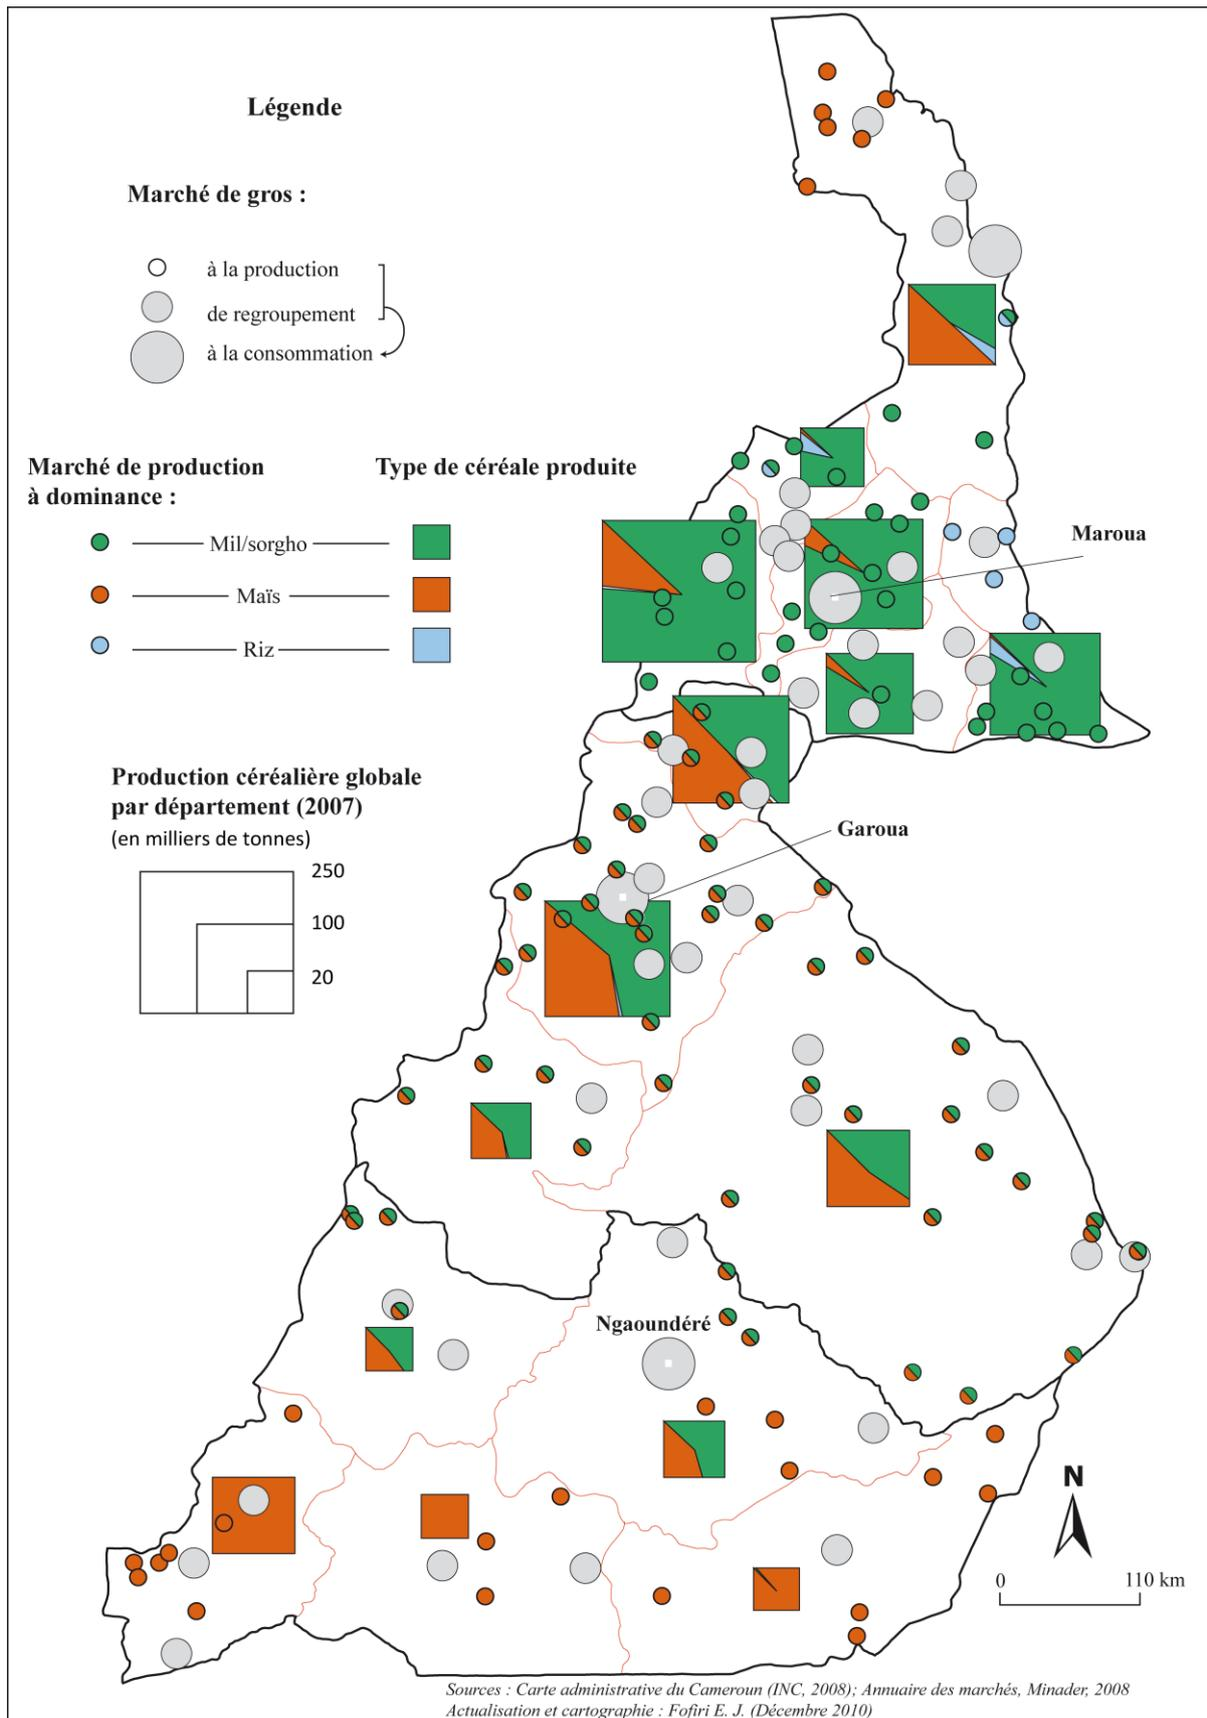 Légende
Marché de gros :
à la production
de regroupement
à la consommation
Marché de production
à dominance :
Type de céréale produite
Mil/sorgho
Maïs
Riz
Production céréalière globale
par département (2007)
(en milliers de tonnes)
250
100
20
Maroua
Garoua
Ngaoundéré
N
0 110 km
Sources : Carte administrative du Cameroun (INC, 2008); Annuaire des marchés, Minader, 2008
Actualisation et cartographie : Fofiri E. J. (Décembre 2010)